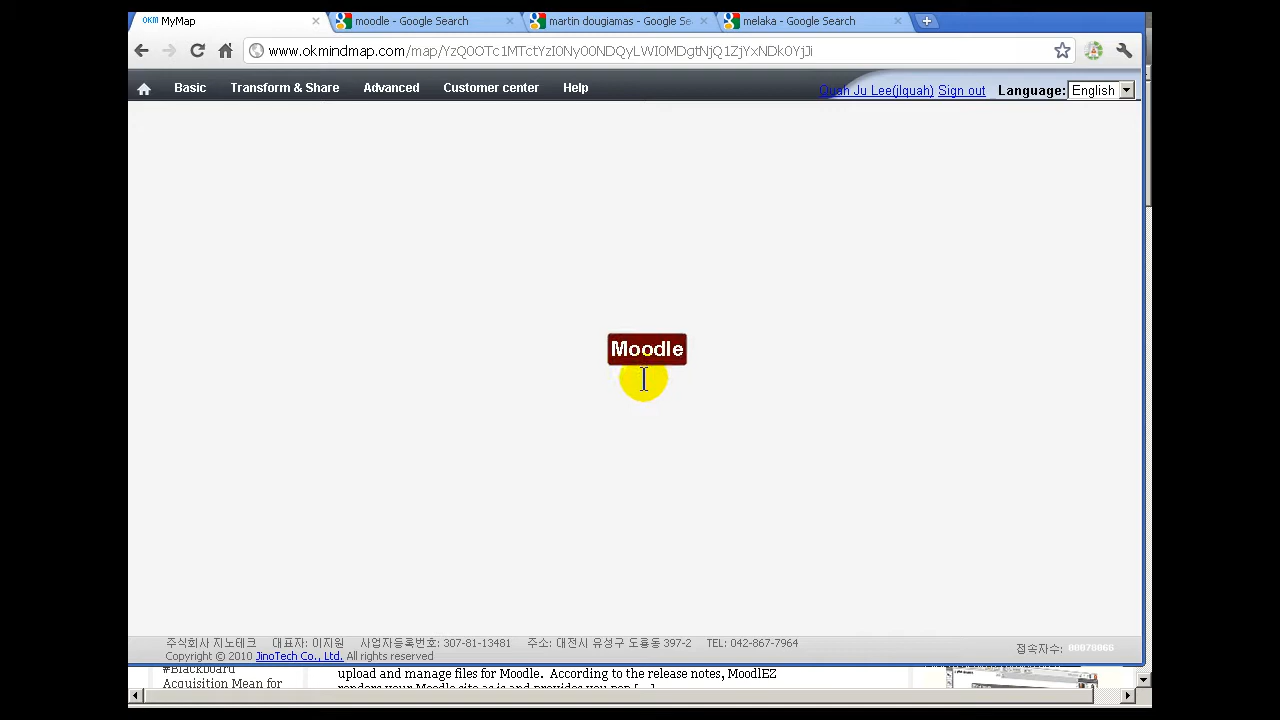 OKM MyMap
moodle - Google Search
martin dougiamas - Google Se
melaka - Google Search
www.okmindmap.com/map/YzQ0OTc1MTctYzI0Ny00NDQyLWI0MDgtNjQ1ZjYxNDk0YjJi
Basic Transform & Share Advanced Customer center Help
Quah Ju Lee(jlquah) Sign out Language: English
Moodle
주식회사 지노테크 대표자: 이지원 사업자등록번호: 307-81-13481 주소: 대전시 유성구 도룡동 397-2 TEL: 042-867-7964
Copyright © 2010 JinoTech Co., Ltd. All rights reserved
접속자수: 00070066
#Blackboard
Acquisition Mean for
upload and manage files for Moodle. According to the release notes, MoodlEZ